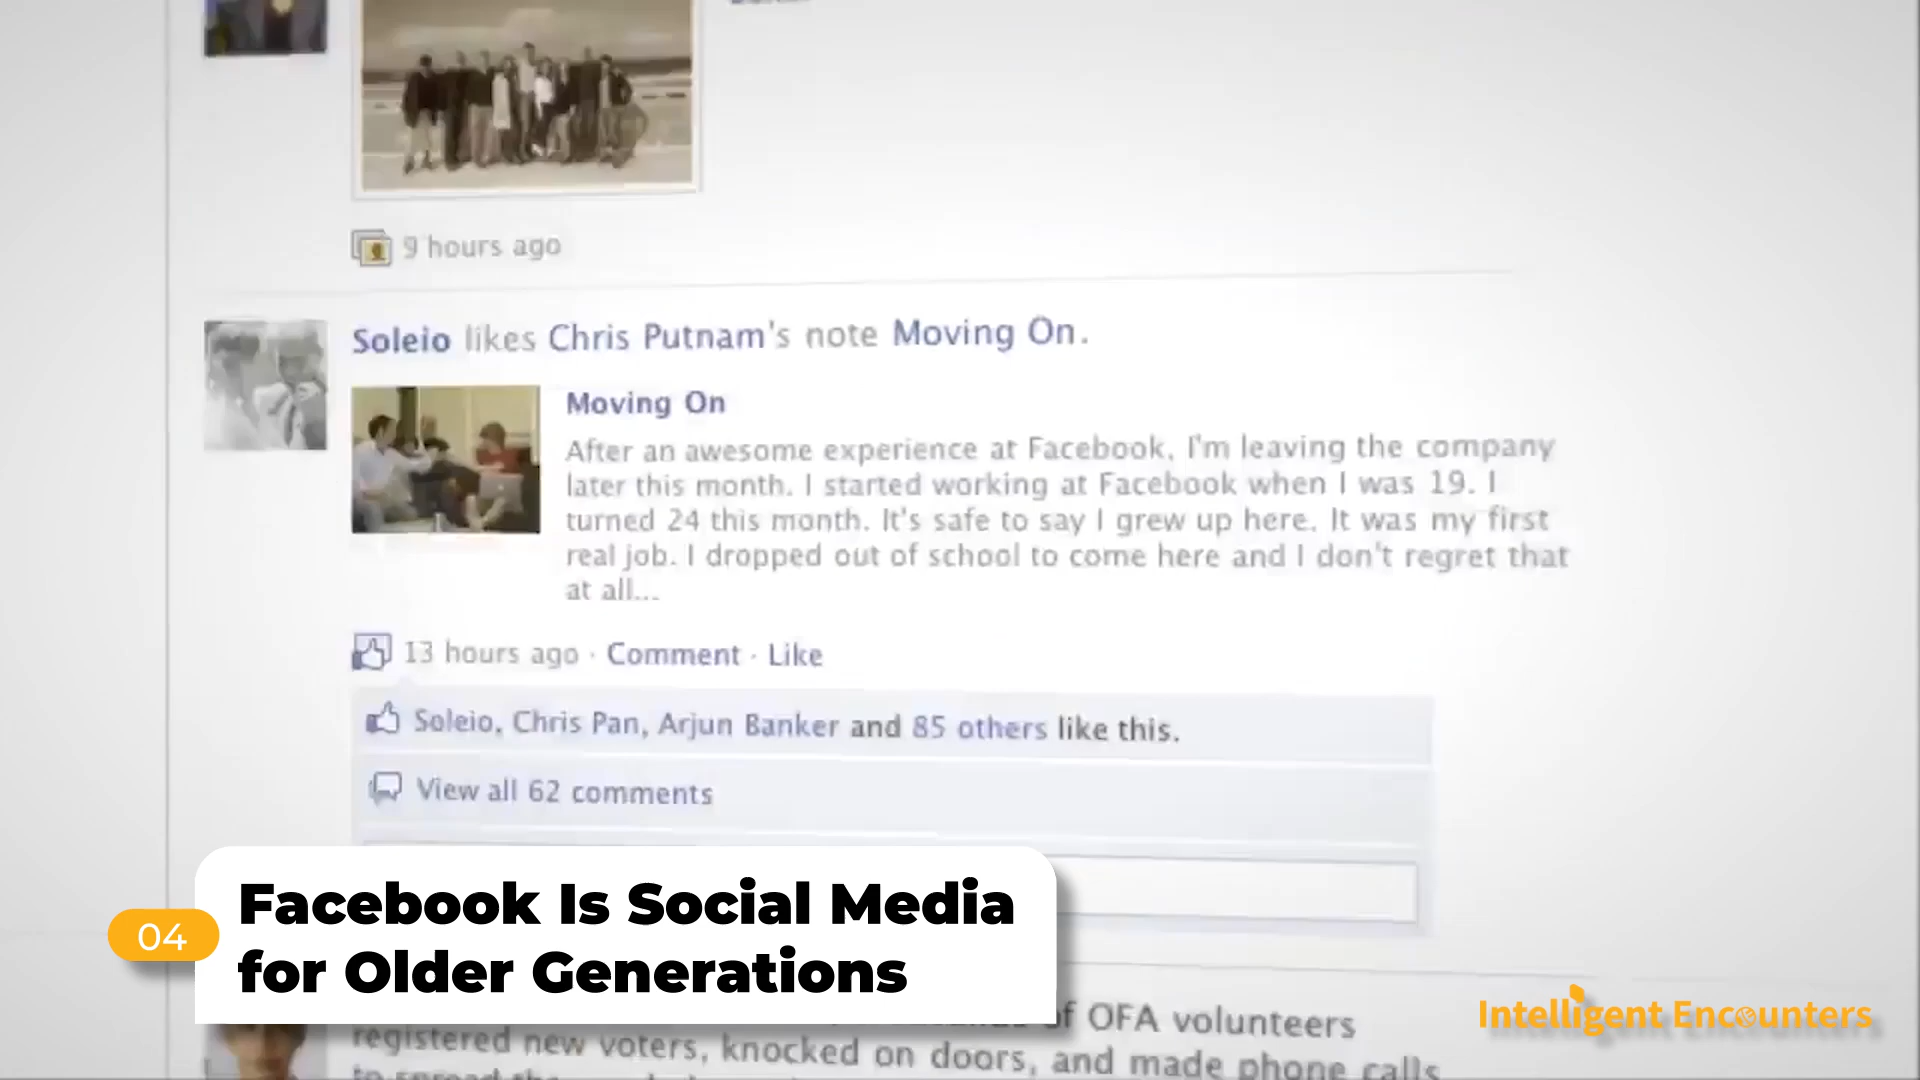 9 hours ago
Soleio likes Chris Putnam's note Moving On.
Moving On
After an awesome experience at Facebook, I'm leaving the company
later this month. I started working at Facebook when I was 19. I
turned 24 this month. It's safe to say I grew up here. It was my first
real job. I dropped out of school to come here and I don't regret that
at all...
13 hours ago · Comment · Like
Soleio, Chris Pan, Arjun Banker and 85 others like this.
View all 62 comments
04
Facebook Is Social Media
for Older Generations
of OFA volunteers
registered new voters, knocked on doors, and made phone calls
Intelligent Encounters